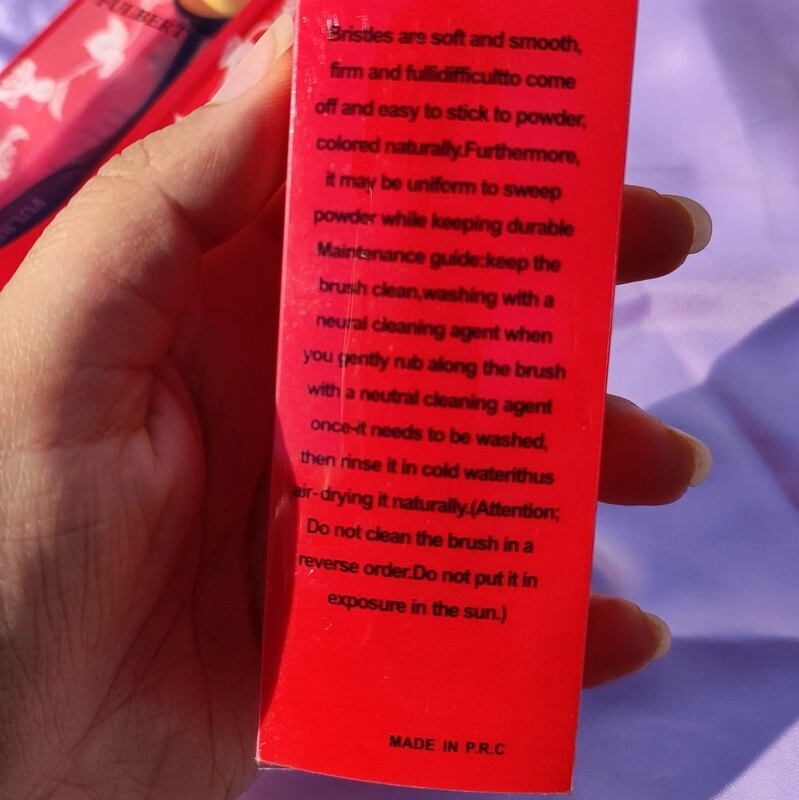 FULBERT
Bristles are soft and smooth,
firm and fullidifficultto come
off and easy to stick to powder,
colored naturally.Furthermore,
it may be uniform to sweep
powder while keeping durable
Maintenance guide:keep the
brush clean,washing with a
neural cleaning agent when
you gently rub along the brush
with a neutral cleaning agent
once-it needs to be washed,
then rinse it in cold waterithus
air-drying it naturally.(Attention;
Do not clean the brush in a
reverse order.Do not put it in
exposure in the sun.)
MADE IN P.R.C